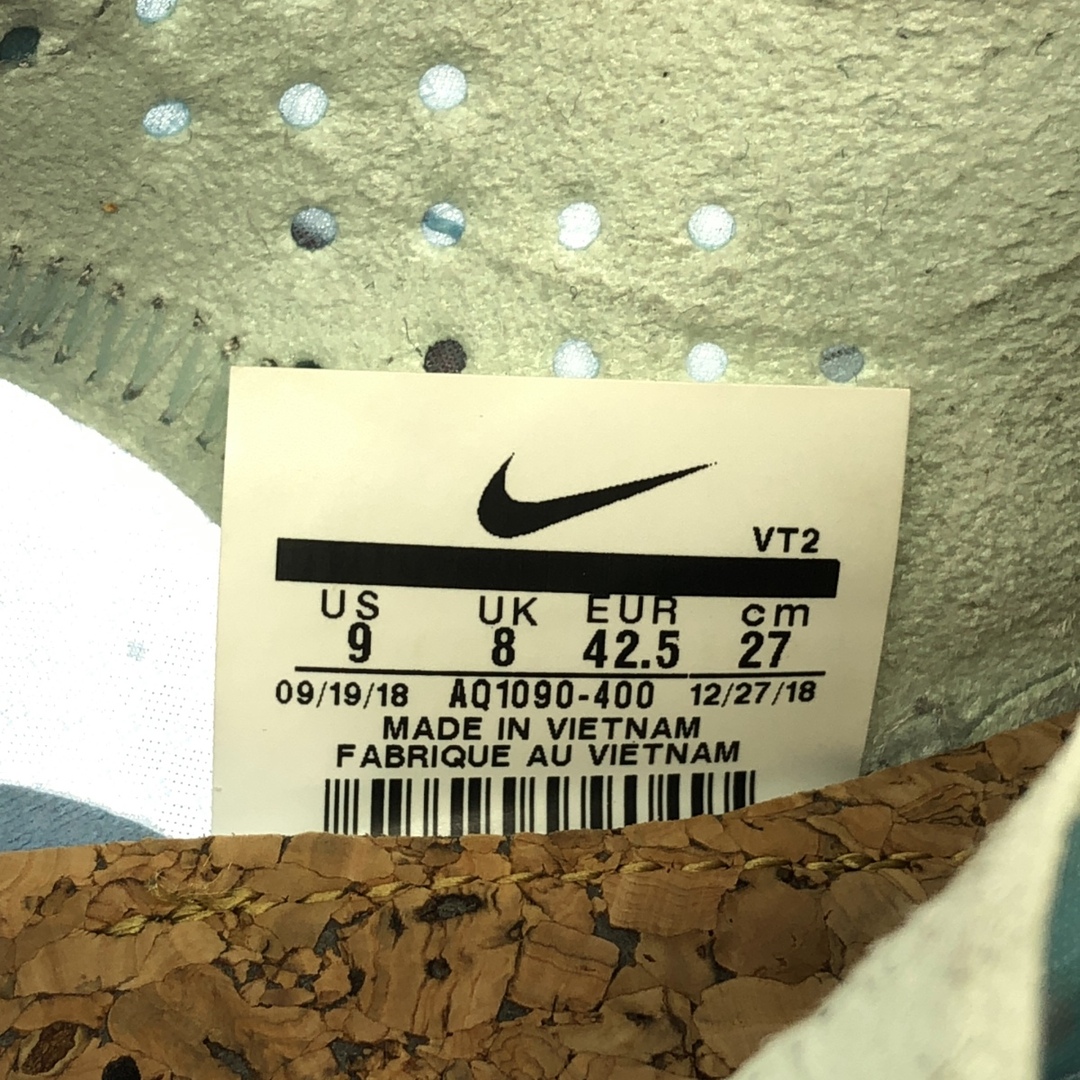 VT2
US UK EUR cm
9 8 42.5 27
09/19/18 AQ1090-400 12/27/18
MADE IN VIETNAM
FABRIQUE AU VIETNAM